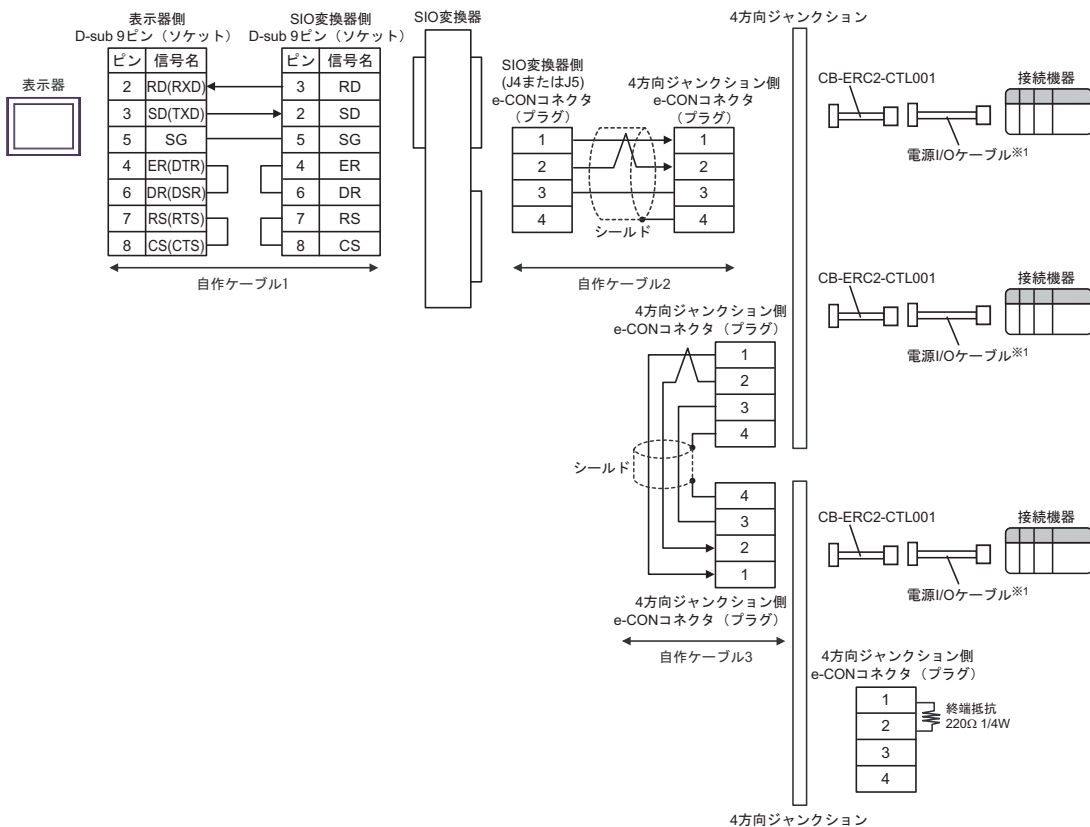 表示器
表示器側
D-sub 9ピン（ソケット）
ピン 信号名
2 RD(RXD)
3 SD(TXD)
5 SG
4 ER(DTR)
6 DR(DSR)
7 RS(RTS)
8 CS(CTS)
SIO変換器側
D-sub 9ピン（ソケット）
ピン 信号名
3 RD
2 SD
5 SG
4 ER
6 DR
7 RS
8 CS
自作ケーブル1
SIO変換器
SIO変換器側
(J4またはJ5)
e-CONコネクタ
（プラグ）
1
2
3
4
シールド
4方向ジャンクション側
e-CONコネクタ
（プラグ）
1
2
3
4
自作ケーブル2
4方向ジャンクション
CB-ERC2-CTL001
電源I/Oケーブル※1
接続機器
CB-ERC2-CTL001
電源I/Oケーブル※1
接続機器
4方向ジャンクション側
e-CONコネクタ（プラグ）
1
2
3
4
シールド
4
3
2
1
4方向ジャンクション側
e-CONコネクタ（プラグ）
自作ケーブル3
CB-ERC2-CTL001
電源I/Oケーブル※1
接続機器
4方向ジャンクション側
e-CONコネクタ（プラグ）
1
2
3
4
終端抵抗
220Ω 1/4W
4方向ジャンクション